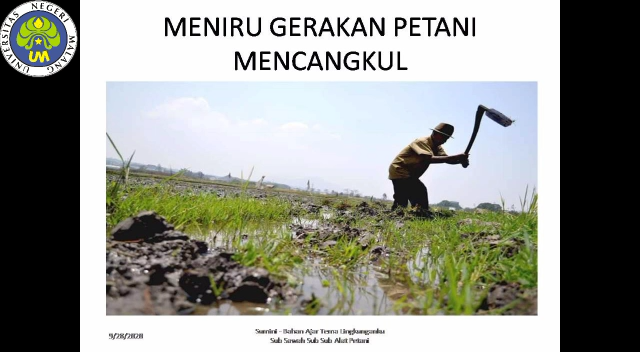 MENIRU GERAKAN PETANI
MENCANGKUL
UNIVERSITAS NEGERI MALANG
UM
9/28/2020
Sumini - Bahan Ajar Tema Lingkunganku
Sub Sawah Sub Sub Alat Petani